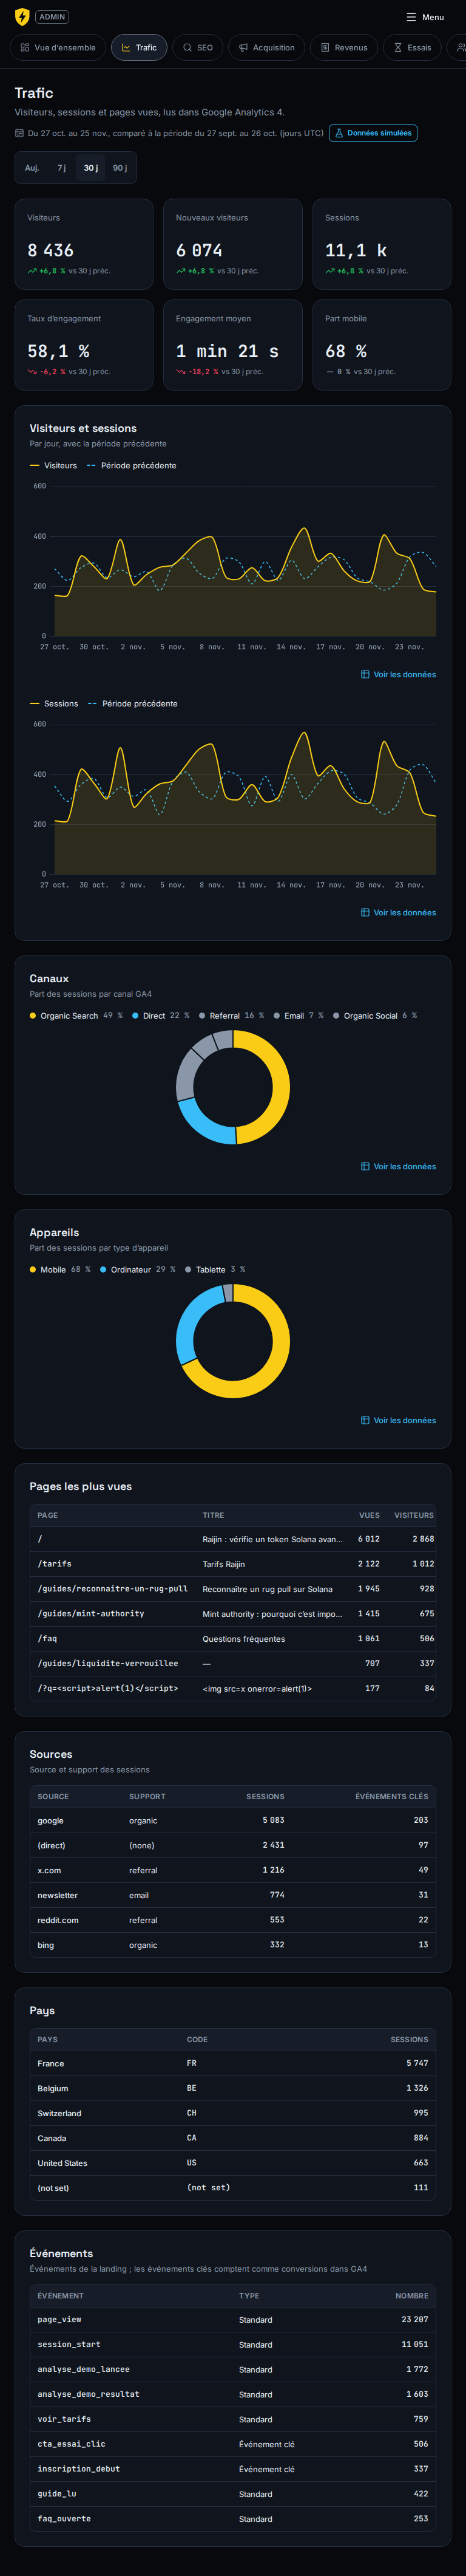 ADMIN Menu
Vue d'ensemble Trafic SEO Acquisition Revenus Essais
Trafic
Visiteurs, sessions et pages vues, lus dans Google Analytics 4.
Du 27 oct. au 25 nov., comparé à la période du 27 sept. au 26 oct. (jours UTC) Données simulées
Auj. 7 j 30 j 90 j
Visiteurs Nouveaux visiteurs Sessions
8 436 6 074 11,1 k
+6,8 % vs 30 j préc. +6,8 % vs 30 j préc. +6,8 % vs 30 j préc.
Taux d'engagement Engagement moyen Part mobile
58,1 % 1 min 21 s 68 %
-6,2 % vs 30 j préc. -18,2 % vs 30 j préc. — 0 % vs 30 j préc.
Visiteurs et sessions
Par jour, avec la période précédente
Visiteurs Période précédente
600
400
200
0
27 oct. 30 oct. 2 nov. 5 nov. 8 nov. 11 nov. 14 nov. 17 nov. 20 nov. 23 nov.
Voir les données
Sessions Période précédente
600
400
200
0
27 oct. 30 oct. 2 nov. 5 nov. 8 nov. 11 nov. 14 nov. 17 nov. 20 nov. 23 nov.
Voir les données
Canaux
Part des sessions par canal GA4
Organic Search 49 % Direct 22 % Referral 16 % Email 7 % Organic Social 6 %
Voir les données
Appareils
Part des sessions par type d'appareil
Mobile 68 % Ordinateur 29 % Tablette 3 %
Voir les données
Pages les plus vues
PAGE TITRE VUES VISITEURS
/ Raijin : vérifie un token Solana avan... 6 012 2 868
/tarifs Tarifs Raijin 2 122 1 012
/guides/reconnaitre-un-rug-pull Reconnaître un rug pull sur Solana 1 945 928
/guides/mint-authority Mint authority : pourquoi c'est impo... 1 415 675
/faq Questions fréquentes 1 061 506
/guides/liquidite-verrouillee — 707 337
/?q=<script>alert(1)</script> <img src=x onerror=alert(1)> 177 84
Sources
Source et support des sessions
SOURCE SUPPORT SESSIONS ÉVÉNEMENTS CLÉS
google organic 5 083 203
(direct) (none) 2 431 97
x.com referral 1 216 49
newsletter email 774 31
reddit.com referral 553 22
bing organic 332 13
Pays
PAYS CODE SESSIONS
France FR 5 747
Belgium BE 1 326
Switzerland CH 995
Canada CA 884
United States US 663
(not set) (not set) 111
Événements
Événements de la landing ; les événements clés comptent comme conversions dans GA4
ÉVÉNEMENT TYPE NOMBRE
page_view Standard 23 207
session_start Standard 11 051
analyse_demo_lancee Standard 1 772
analyse_demo_resultat Standard 1 603
voir_tarifs Standard 759
cta_essai_clic Événement clé 506
inscription_debut Événement clé 337
guide_lu Standard 422
faq_ouverte Standard 253